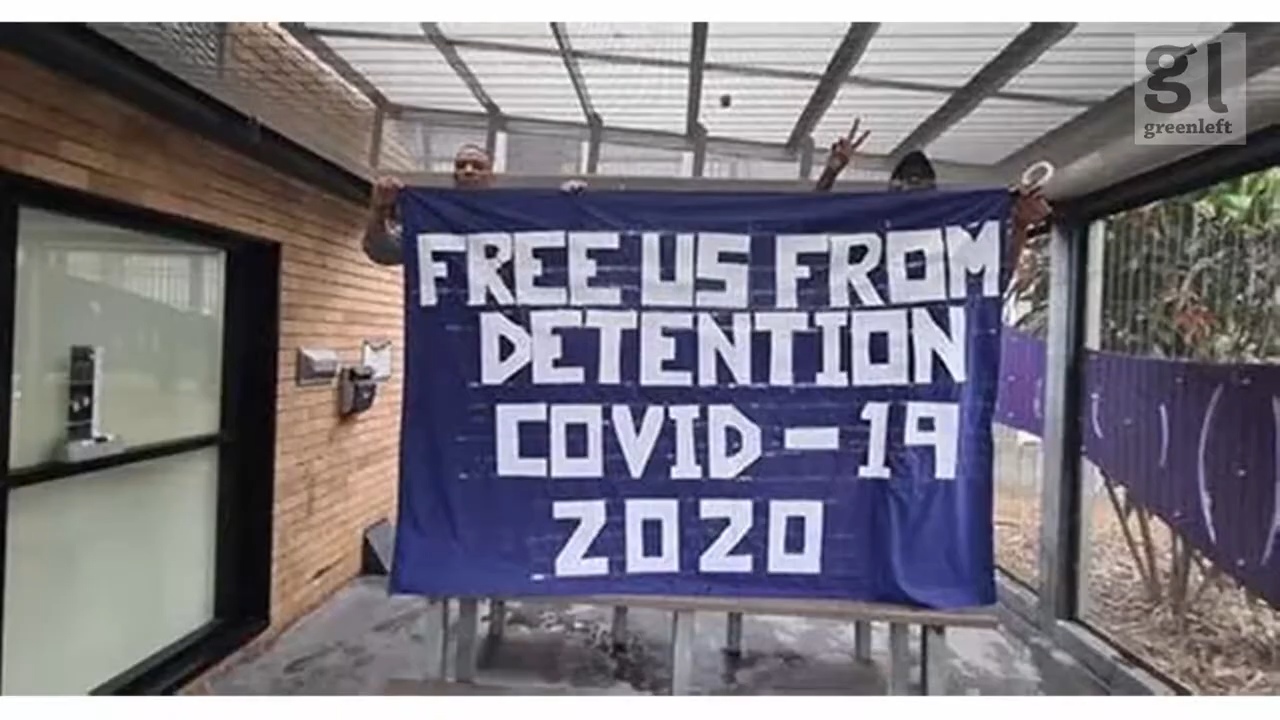 gl
greenleft
FREE US FROM
DETENTION
COVID-19
2020